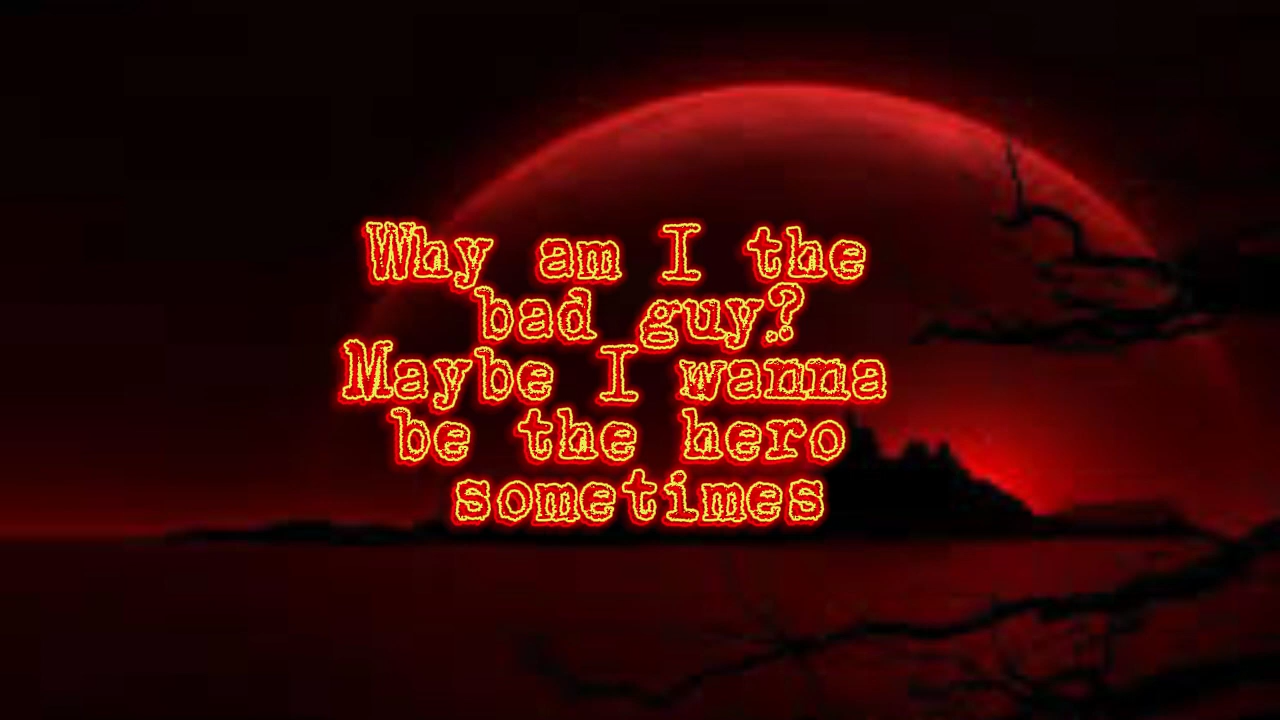 Why am I the
bad guy?
Maybe I wanna
be the hero
sometimes